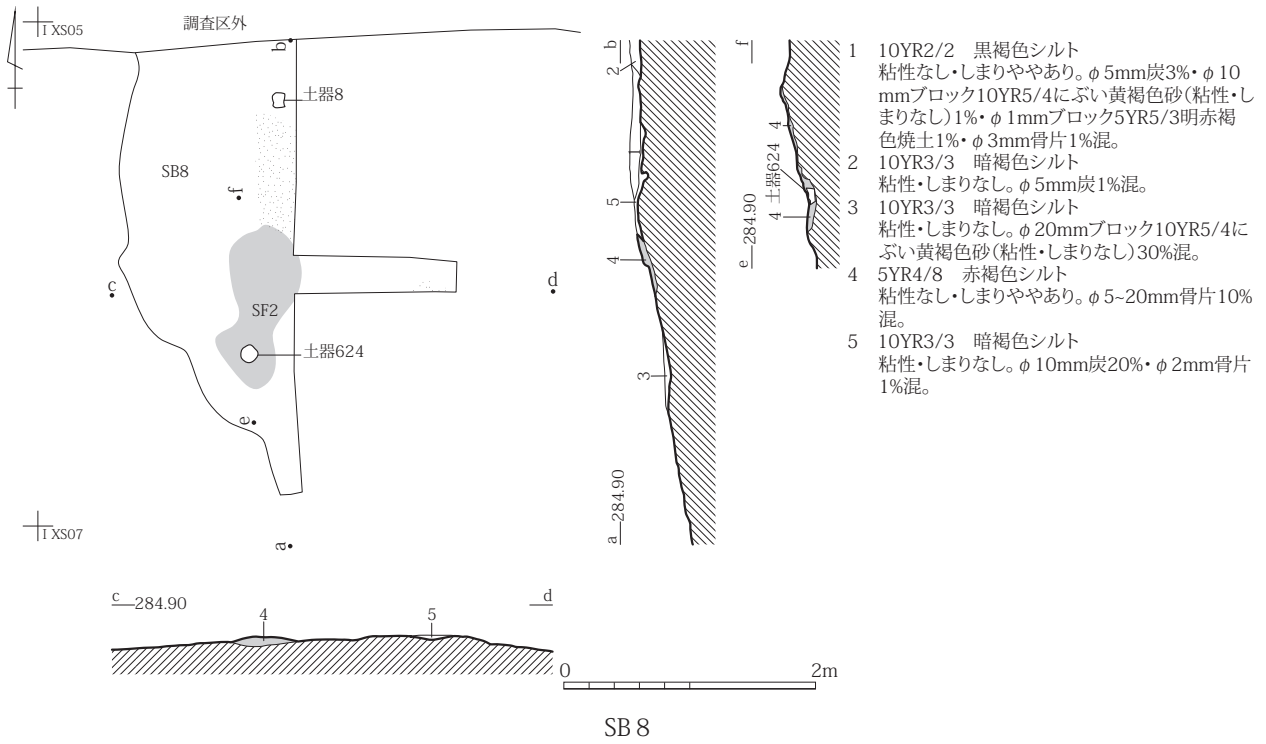 調査区外
I XS05
b
土器8
SB8
f
c
d
SF2
土器624
e
I XS07
a
b
2
5
4
3
a
284.90
f
4
土器624
4
e
284.90
c
284.90
d
4
5
0
2m
1 10YR2/2 黒褐色シルト
粘性なし・しまりややあり。φ5mm炭3%・φ10
mmブロック10YR5/4にぶい黄褐色砂(粘性・し
まりなし)1%・φ1mmブロック5YR5/3明赤褐
色焼土1%・φ3mm骨片1%混。
2 10YR3/3 暗褐色シルト
粘性・しまりなし。φ5mm炭1%混。
3 10YR3/3 暗褐色シルト
粘性・しまりなし。φ20mmブロック10YR5/4に
ぶい黄褐色砂(粘性・しまりなし)30%混。
4 5YR4/8 赤褐色シルト
粘性なし・しまりややあり。φ5~20mm骨片10%
混。
5 10YR3/3 暗褐色シルト
粘性・しまりなし。φ10mm炭20%・φ2mm骨片
1%混。
SB 8